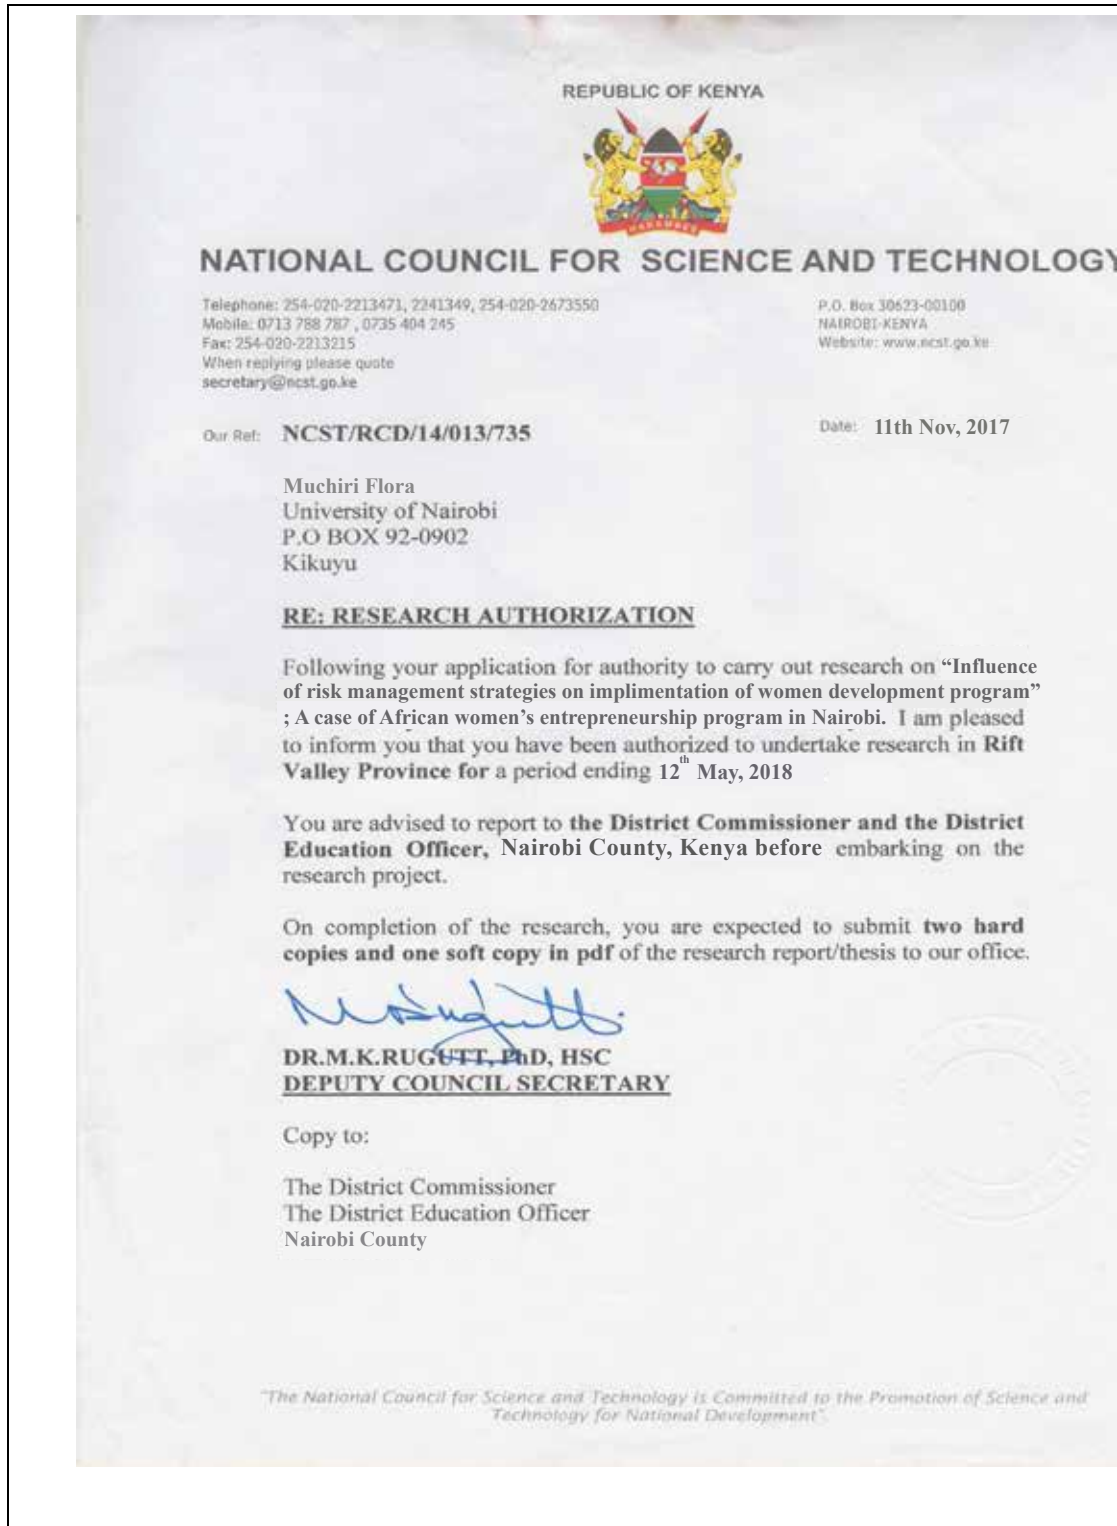 REPUBLIC OF KENYA
HARAMBEE
NATIONAL COUNCIL FOR SCIENCE AND TECHNOLOGY
Telephone: 254-020-2213471, 2241349, 254-020-2673550
Mobile: 0713 788 787 , 0735 404 245
Fax: 254-020-2213215
When replying please quote
secretary@ncst.go.ke
P.O. Box 30623-00100
NAIROBI-KENYA
Website: www.ncst.go.ke
Our Ref: NCST/RCD/14/013/735
Date: 11th Nov, 2017
Muchiri Flora
University of Nairobi
P.O BOX 92-0902
Kikuyu
RE: RESEARCH AUTHORIZATION
Following your application for authority to carry out research on “Influence
of risk management strategies on implimentation of women development program”
; A case of African women’s entrepreneurship program in Nairobi. I am pleased
to inform you that you have been authorized to undertake research in Rift
Valley Province for a period ending 12th May, 2018
You are advised to report to the District Commissioner and the District
Education Officer, Nairobi County, Kenya before embarking on the
research project.
On completion of the research, you are expected to submit two hard
copies and one soft copy in pdf of the research report/thesis to our office.
DR.M.K.RUGUTT, PhD, HSC
DEPUTY COUNCIL SECRETARY
Copy to:
The District Commissioner
The District Education Officer
Nairobi County
"The National Council for Science and Technology is Committed to the Promotion of Science and
Technology for National Development".